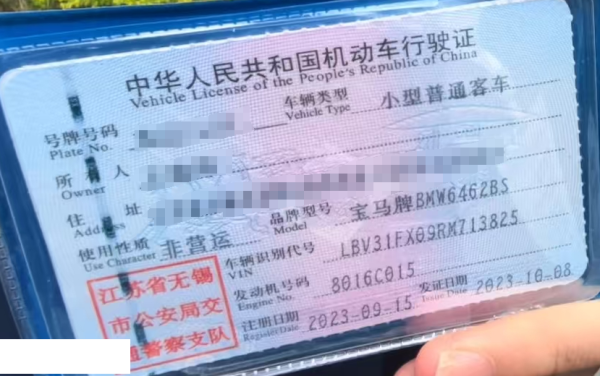 中华人民共和国机动车行驶证
Vehicle License of the People's Republic of China
号牌号码
Plate No.
车辆类型 小型普通客车
Vehicle Type
所有人
Owner
住址
Address
使用性质 非营运
Use Character
品牌型号 宝马牌BMW6462BS
Model
车辆识别代号 LBV31FX09RM713825
VIN
发动机号码 8016C015
Engine No.
注册日期 2023-09-15
Register Date
发证日期 2023-10-08
Issue Date
江苏省无锡
市公安局交
通警察支队